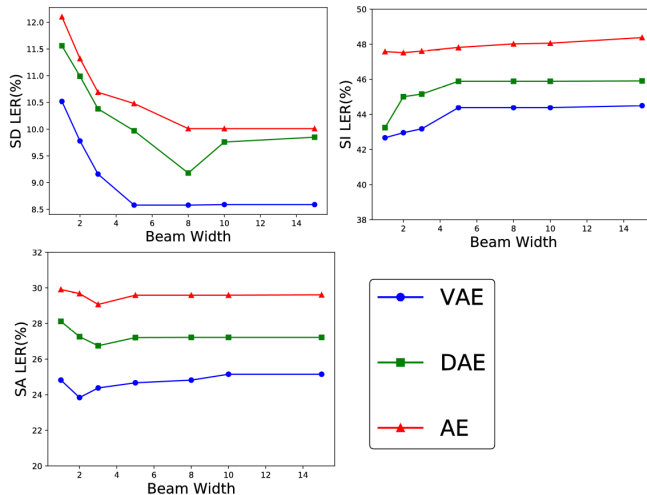 12.0
11.5
11.0
10.5
10.0
9.5
9.0
8.5
SD LER(%)
2 4 6 8 10 12 14
Beam Width
50
48
46
44
42
40
38
SI LER(%)
2 4 6 8 10 12 14
Beam Width
32
30
28
26
24
22
20
SA LER(%)
2 4 6 8 10 12 14
Beam Width
VAE
DAE
AE